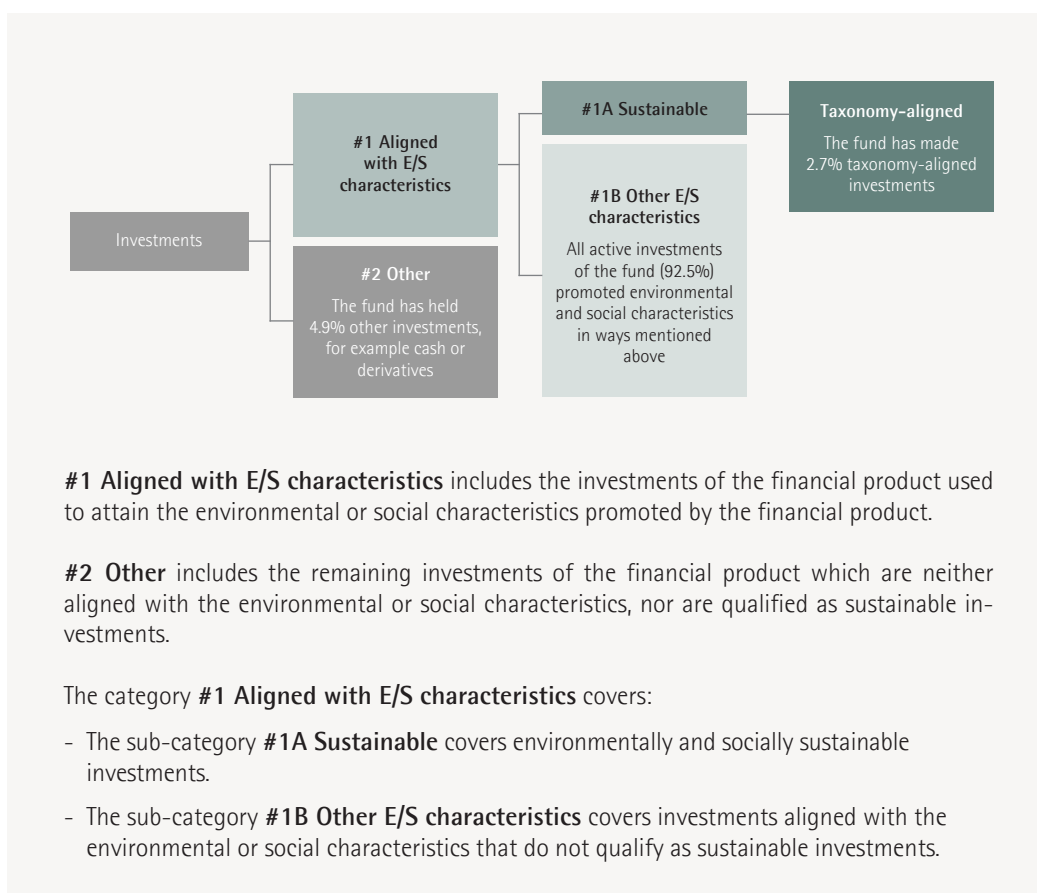 Investments
#1 Aligned
with E/S
characteristics
#2 Other
The fund has held
4.9% other investments,
for example cash or
derivatives
#1A Sustainable
#1B Other E/S
characteristics
All active investments
of the fund (92.5%)
promoted environmental
and social characteristics
in ways mentioned
above
Taxonomy-aligned
The fund has made
2.7% taxonomy-aligned
investments
#1 Aligned with E/S characteristics includes the investments of the financial product used
to attain the environmental or social characteristics promoted by the financial product.
#2 Other includes the remaining investments of the financial product which are neither
aligned with the environmental or social characteristics, nor are qualified as sustainable in-
vestments.
The category #1 Aligned with E/S characteristics covers:
- The sub-category #1A Sustainable covers environmentally and socially sustainable
investments.
- The sub-category #1B Other E/S characteristics covers investments aligned with the
environmental or social characteristics that do not qualify as sustainable investments.